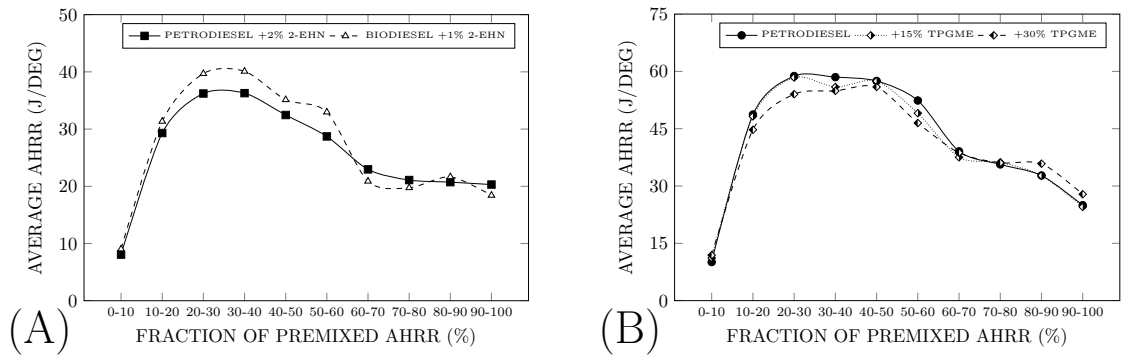 50
40
30
20
10
0
AVERAGE AHRR (J/DEG)
PETRODIESEL +2% 2-EHN BIODIESEL +1% 2-EHN
0-10 10-20 20-30 30-40 40-50 50-60 60-70 70-80 80-90 90-100
FRACTION OF PREMIXED AHRR (%)
(A)
75
60
45
30
15
0
AVERAGE AHRR (J/DEG)
PETRODIESEL +15% TPGME +30% TPGME
0-10 10-20 20-30 30-40 40-50 50-60 60-70 70-80 80-90 90-100
FRACTION OF PREMIXED AHRR (%)
(B)